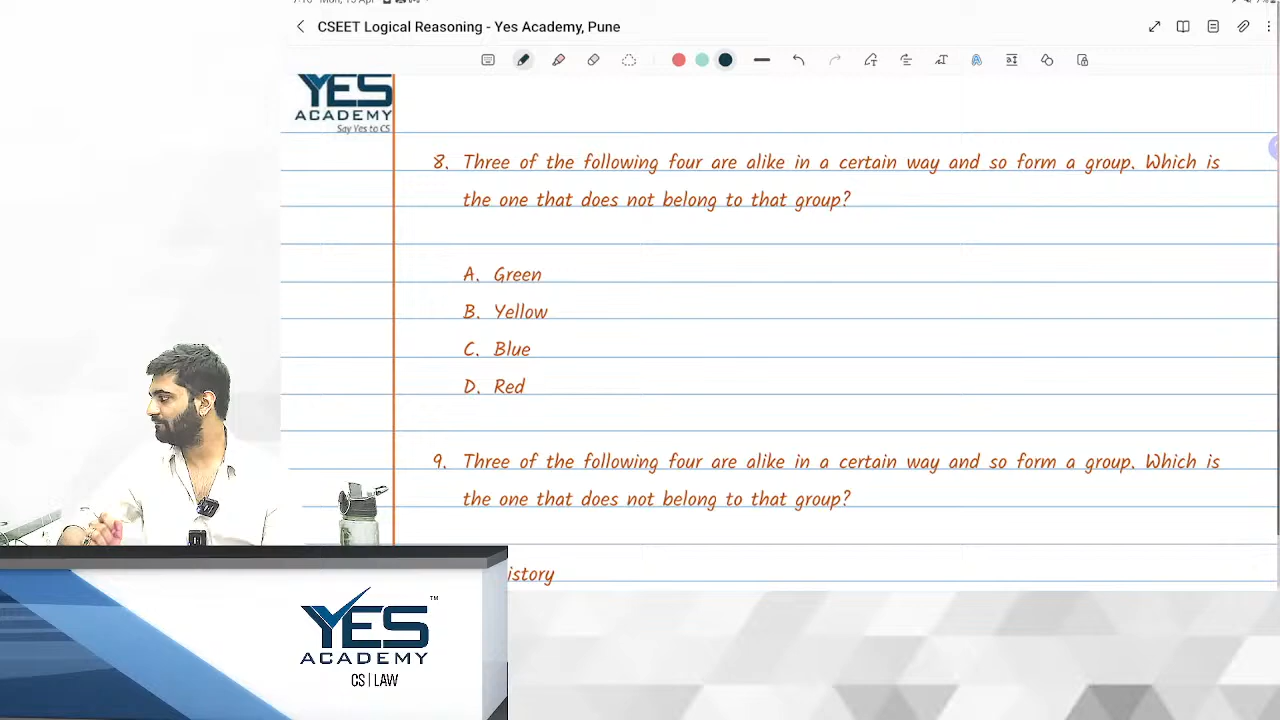 CSEET Logical Reasoning - Yes Academy, Pune
YES
ACADEMY
Say Yes to CS
8. Three of the following four are alike in a certain way and so form a group. Which is
the one that does not belong to that group?
A. Green
B. Yellow
C. Blue
D. Red
9. Three of the following four are alike in a certain way and so form a group. Which is
the one that does not belong to that group?
istory
YES™
ACADEMY
CS | LAW